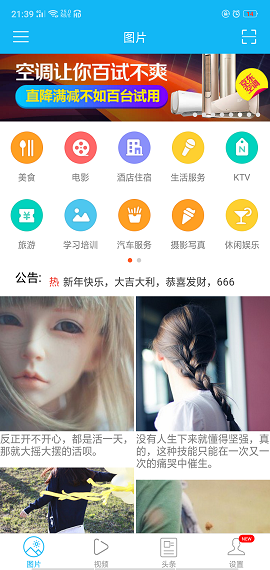 21:39
图片
空调让你百试不爽
直降满减不如百台试用
美食
电影
酒店住宿
生活服务
KTV
旅游
学习培训
汽车服务
摄影写真
休闲娱乐
公告: 热 新年快乐，大吉大利，恭喜发财，666
反正开不开心，都是活一天，
那就大摇大摆的活呗。
没有人生下来就懂得坚强，真
的，这种技能只能在一次又一
次的痛哭中催生。
图片
视频
头条
NEW
设置